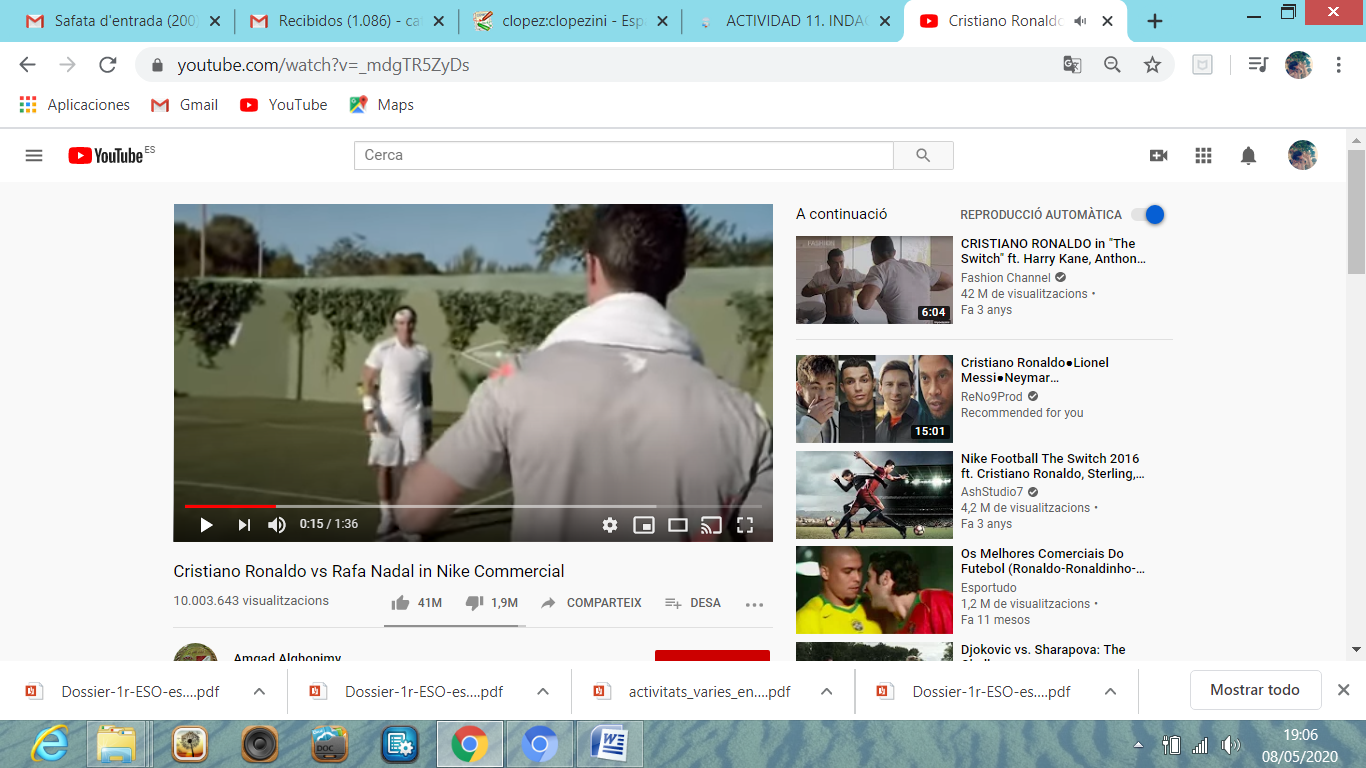 Safata d'entrada (200)
Recibidos (1.086) - ca
clopez:clopezini - Espa
ACTIVIDAD 11. INDA
Cristiano Ronaldo
youtube.com/watch?v=_mdgTR5ZyDs
Aplicaciones
Gmail
YouTube
Maps
YouTube ES
Cerca
A continuació
REPRODUCCIÓ AUTOMÀTICA
FASHION
6:04
CRISTIANO RONALDO in "The
Switch" ft. Harry Kane, Anthon...
Fashion Channel
42 M de visualitzacions •
Fa 3 anys
15:01
Cristiano Ronaldo●Lionel
Messi●Neymar...
ReNo9Prod
Recommended for you
Nike Football The Switch 2016
ft. Cristiano Ronaldo, Sterling,...
AshStudio7
4,2 M de visualitzacions •
Fa 3 anys
Os Melhores Comerciais Do
Futebol (Ronaldo-Ronaldinho-...
Esportudo
1,2 M de visualitzacions •
Fa 11 mesos
Djokovic vs. Sharapova: The
0:15 / 1:36
Cristiano Ronaldo vs Rafa Nadal in Nike Commercial
10.003.643 visualitzacions
41M
1,9M
COMPARTEIX
DESA
Amgad Alghonimy
Dossier-1r-ESO-es....pdf
Dossier-1r-ESO-es....pdf
activitats_varies_en....pdf
Dossier-1r-ESO-es....pdf
Mostrar todo
DOC
19:06
08/05/2020